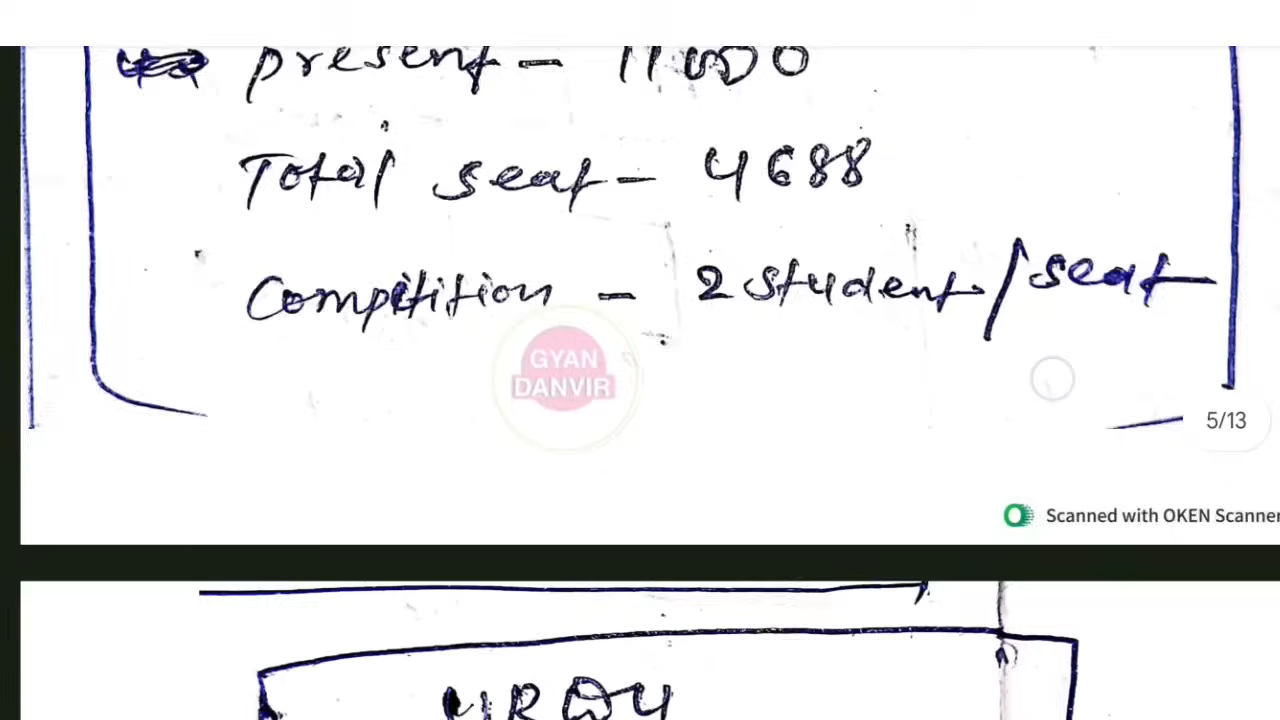 present - 11000
Total seat - 4688
Compitition - 2 student/seat
GYAN
DANVIR
5/13
Scanned with OKEN Scanner